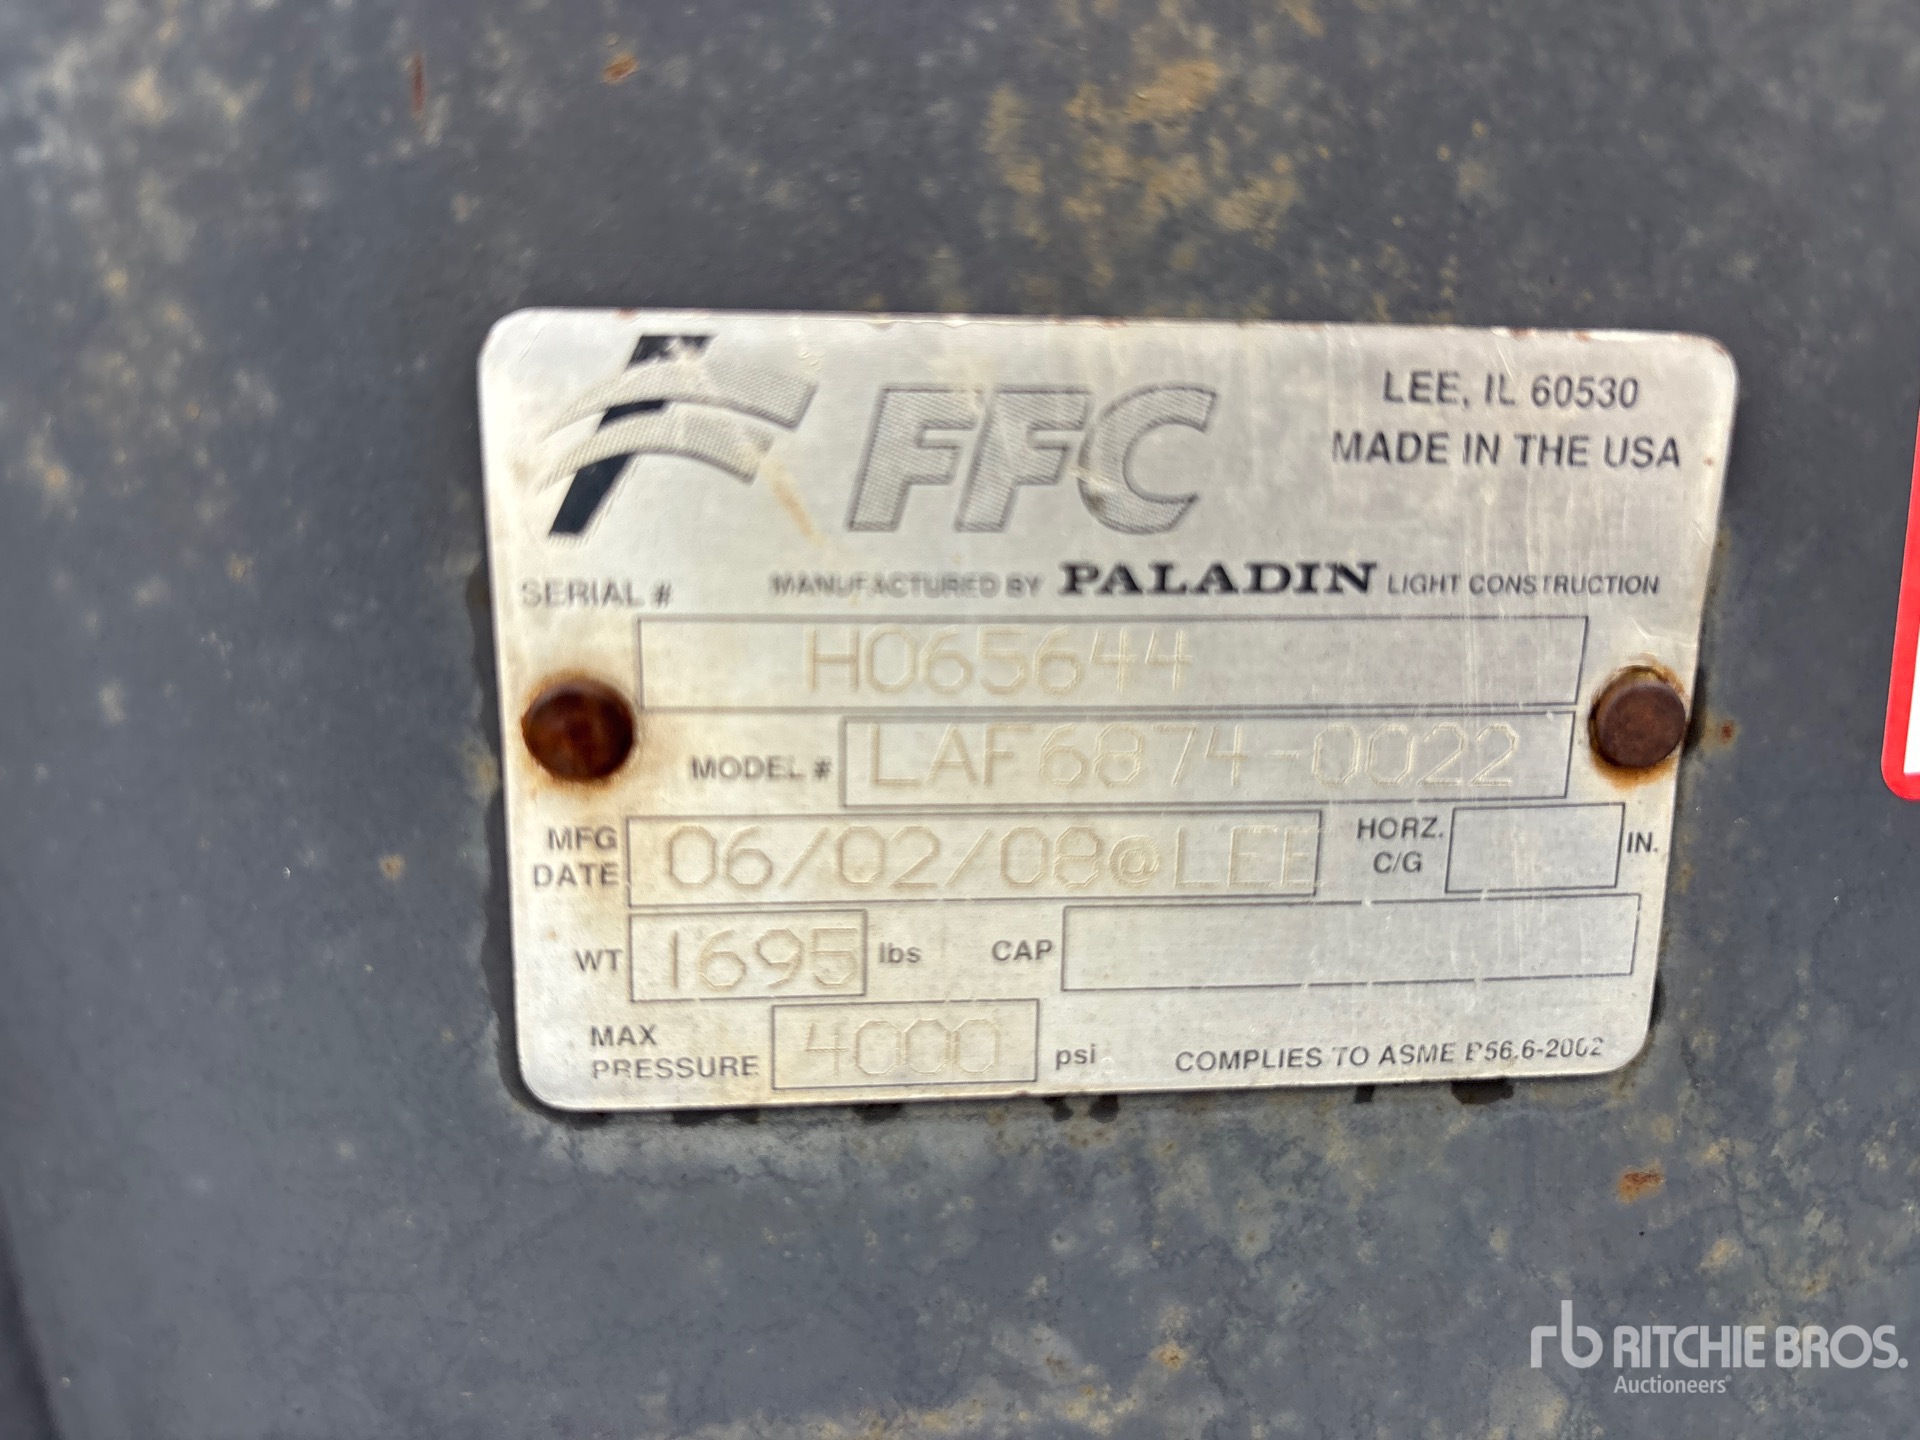 FFC
LEE, IL 60530
MADE IN THE USA
SERIAL #
MANUFACTURED BY PALADIN LIGHT CONSTRUCTION
H065644
MODEL # LAF6874-0022
MFG DATE 06/02/08@LEE HORZ. C/G IN.
WT 1695 lbs CAP
MAX PRESSURE 4000 psi COMPLIES TO ASME B56.6-2002
rb RITCHIE BROS.
Auctioneers